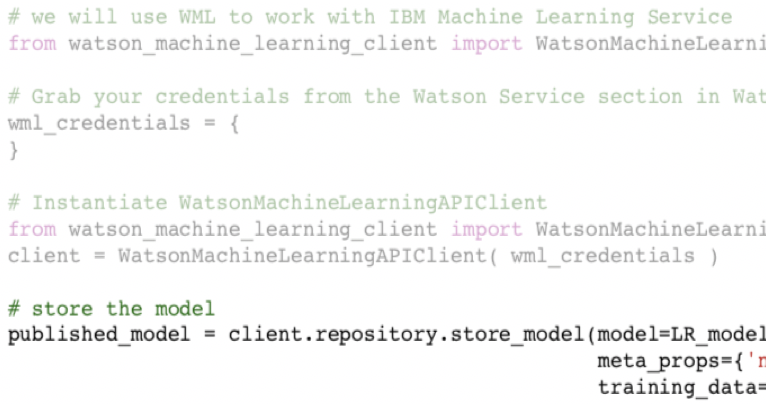 # we will use WML to work with IBM Machine Learning Service
from watson_machine_learning_client import WatsonMachineLearni
# Grab your credentials from the Watson Service section in Wat
wml_credentials = {
}
# Instantiate WatsonMachineLearningAPIClient
from watson_machine_learning_client import WatsonMachineLearni
client = WatsonMachineLearningAPIClient( wml_credentials )
# store the model
published_model = client.repository.store_model(model=LR_model
meta_props={'n
training_data=